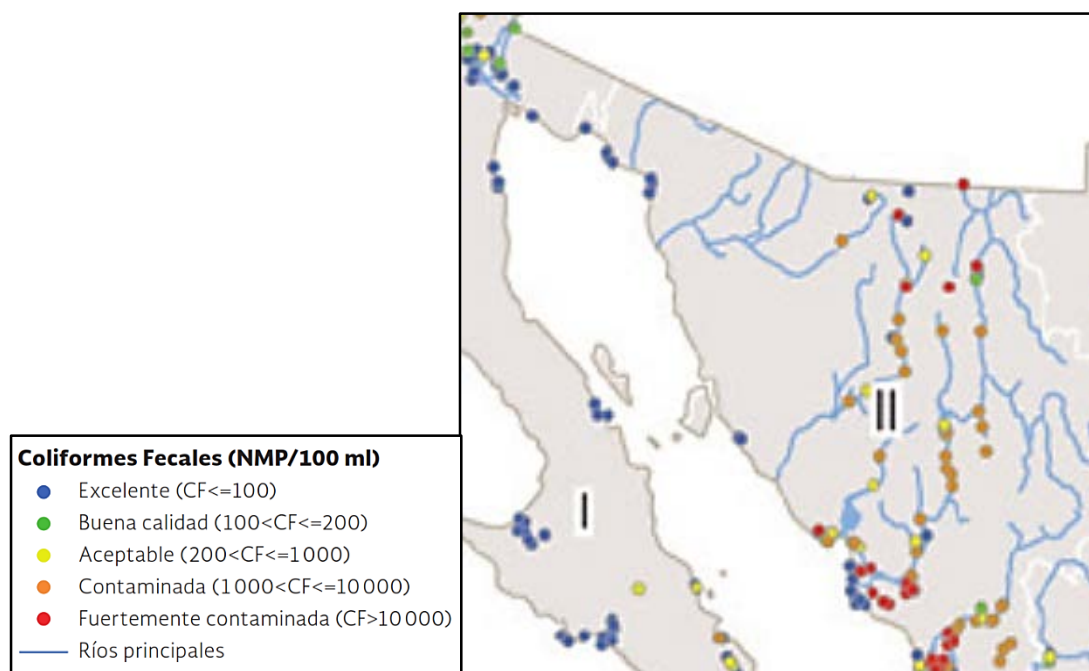 II
I
Coliformes Fecales (NMP/100 ml)
Excelente (CF<=100)
Buena calidad (100<CF<=200)
Aceptable (200<CF<=1000)
Contaminada (1000<CF<=10000)
Fuertemente contaminada (CF>10000)
Ríos principales